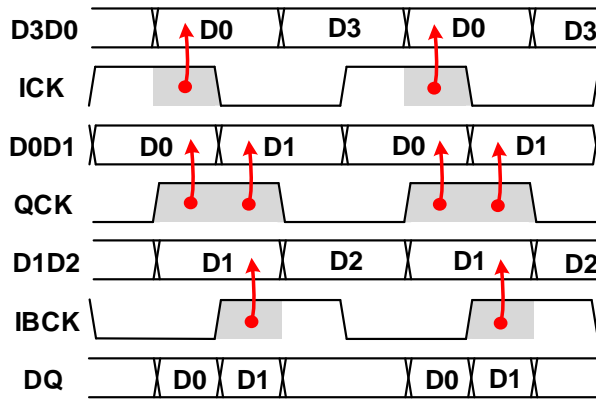 D3D0 D0 D3 D0 D3
ICK
D0D1 D0 D1 D0 D1
QCK
D1D2 D1 D2 D1 D2
IBCK
DQ D0 D1 D0 D1